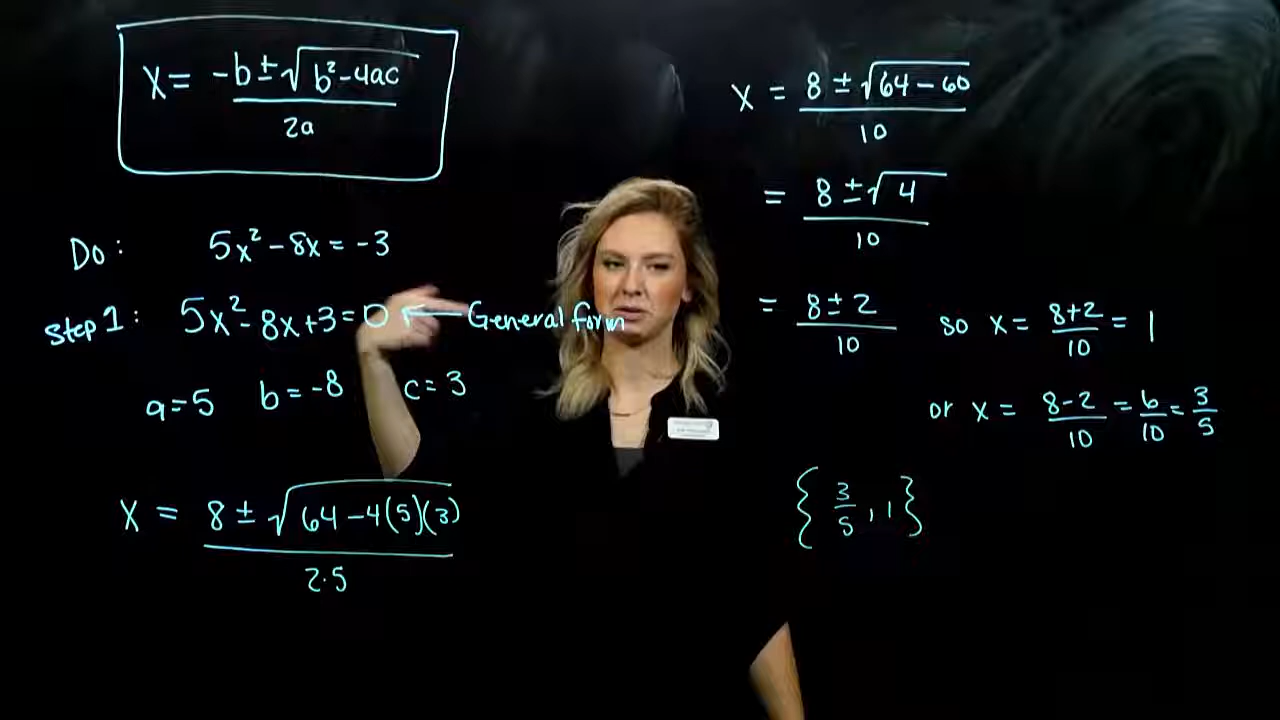 x = -b ± √b² - 4ac / 2a
Do: 5x² - 8x = -3
Step 1: 5x² - 8x + 3 = 0 ← General form
a = 5 b = -8 c = 3
x = 8 ± √64 - 4(5)(3) / 2·5
x = 8 ± √64 - 60 / 10
= 8 ± √4 / 10
= 8 ± 2 / 10 so x = 8 + 2 / 10 = 1
or x = 8 - 2 / 10 = 6 / 10 = 3 / 5
{3/5, 1}